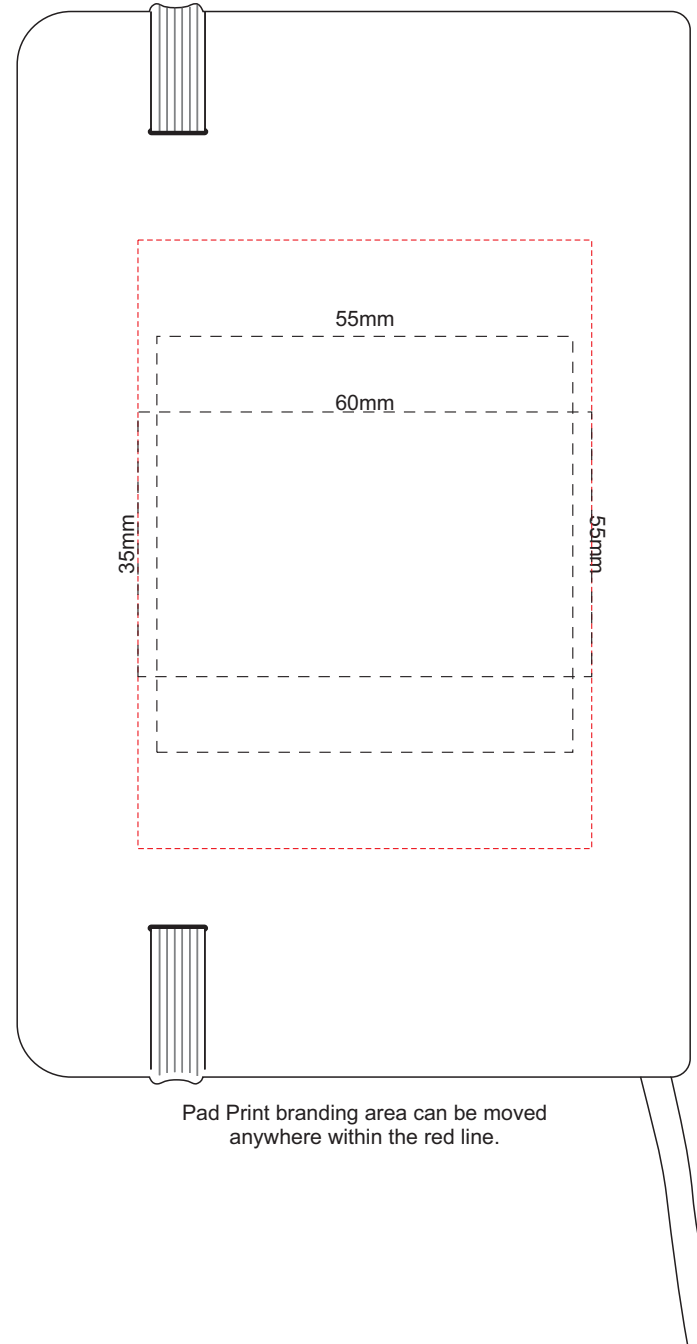 55mm
60mm
35mm
55mm
Pad Print branding area can be moved
anywhere within the red line.